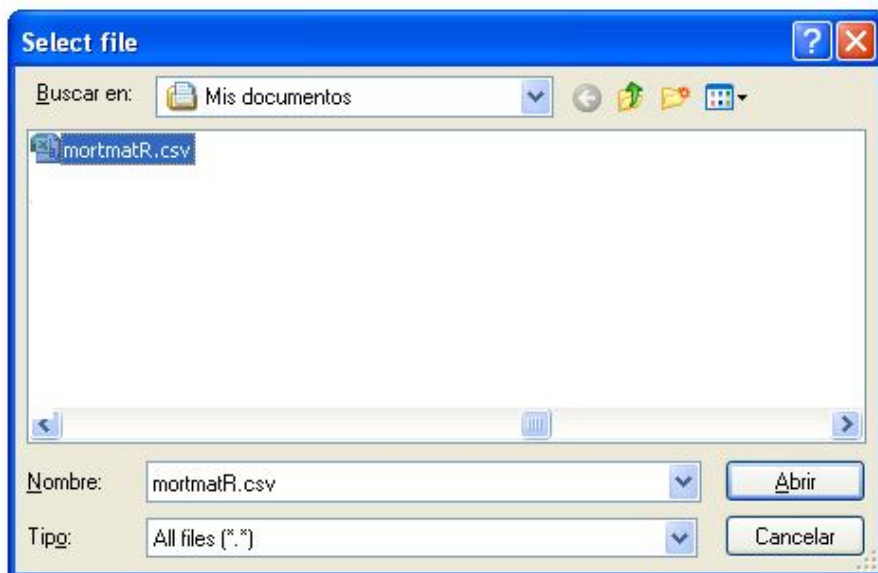 Select file
Buscar en: Mis documentos
mortmatR.csv
Nombre: mortmatR.csv Abrir
Tipo: All files (*.*) Cancelar